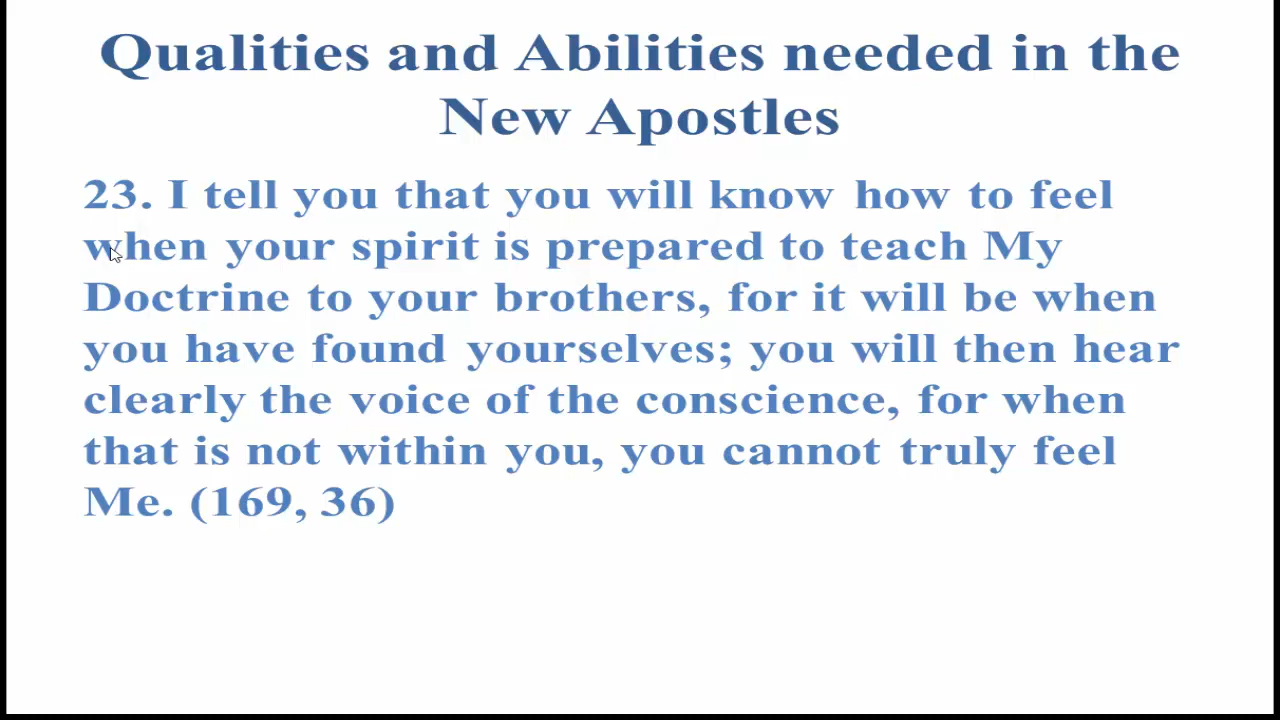 Qualities and Abilities needed in the
New Apostles
23. I tell you that you will know how to feel
when your spirit is prepared to teach My
Doctrine to your brothers, for it will be when
you have found yourselves; you will then hear
clearly the voice of the conscience, for when
that is not within you, you cannot truly feel
Me. (169, 36)